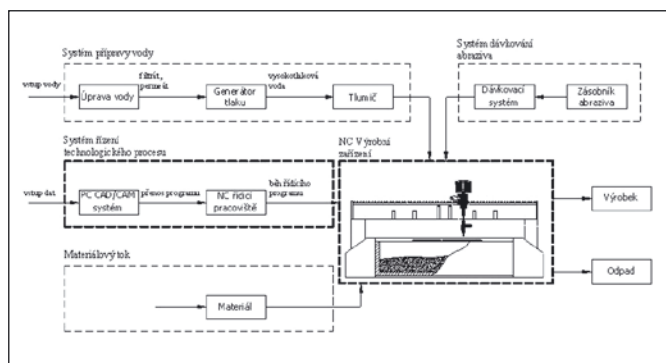 Systém přípravy vody
vstup vody
Úprava vody
filtrát,
permeát
Generátor
tlaku
vysokotlaká
voda
Tlumič
Systém dávkování
abraziva
Dávkovací
systém
Zásobník
abraziva
Systém řízení
technologického procesu
vstup dat
PC CAD/CAM
systém
přenos programu
NC řídicí
pracoviště
běh řídícího
programu
NC Výrobní
zařízení
Výrobek
Odpad
Materiálový tok
Materiál